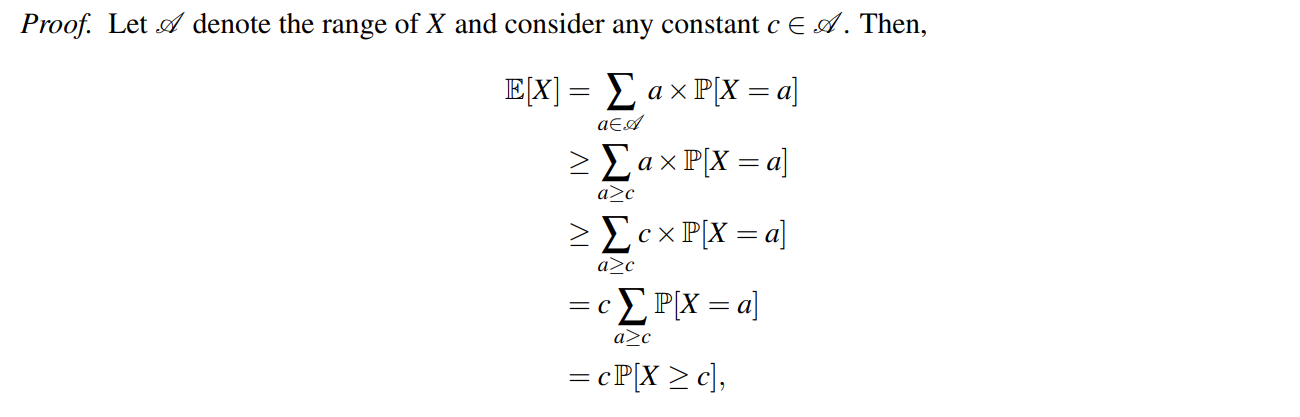 Proof. Let 𝒜 denote the range of X and consider any constant c ∈ 𝒜. Then,
𝔼[X] = ∑_{a∈𝒜} a × ℙ[X = a]
≥ ∑_{a≥c} a × ℙ[X = a]
≥ ∑_{a≥c} c × ℙ[X = a]
= c ∑_{a≥c} ℙ[X = a]
= c ℙ[X ≥ c],